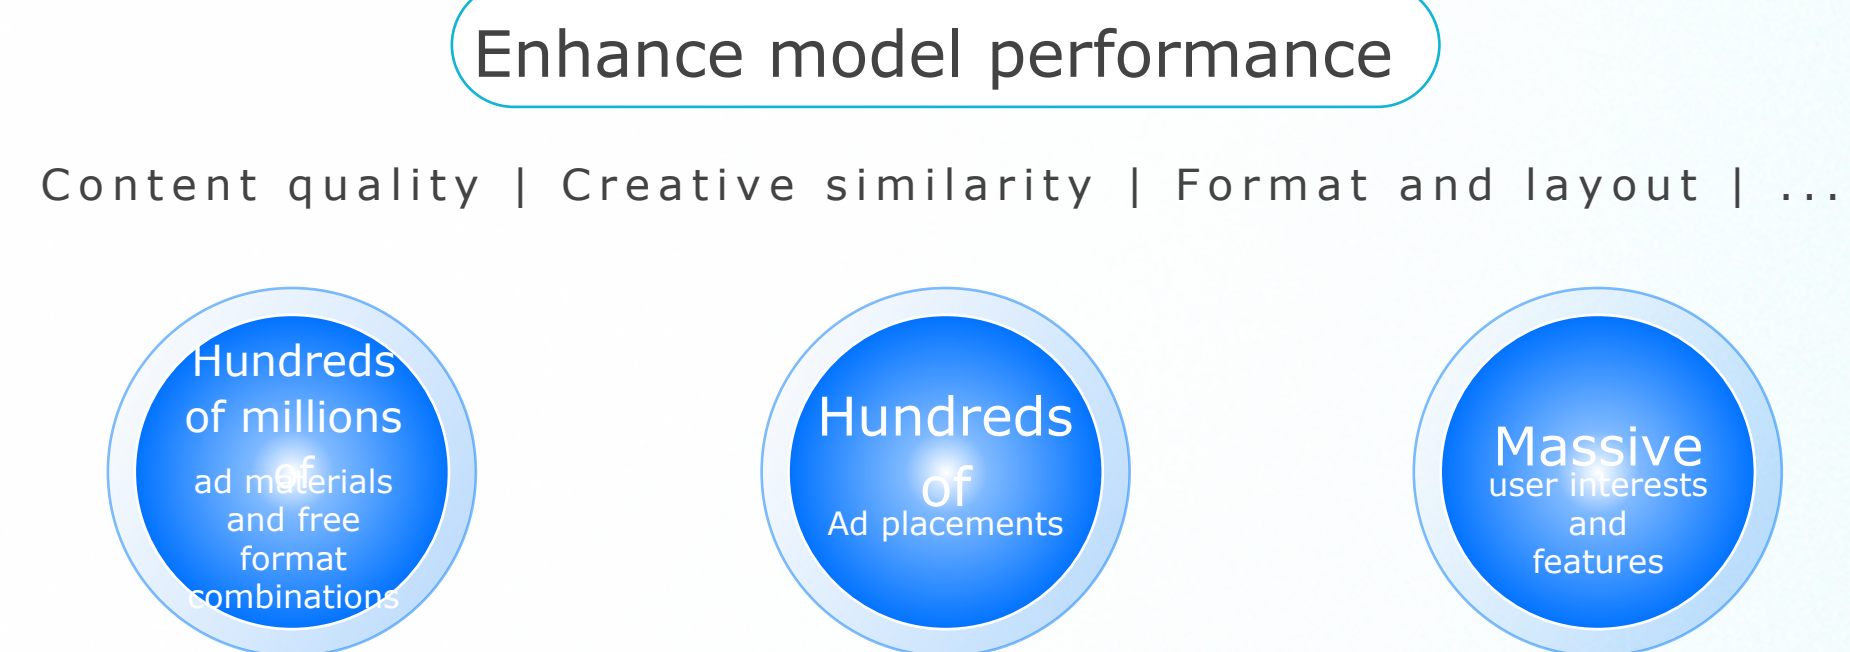 Enhance model performance
Content quality | Creative similarity | Format and layout | ...
Hundreds
of millions
of
ad materials
and free
format
combinations
Hundreds
of
Ad placements
Massive
user interests
and
features